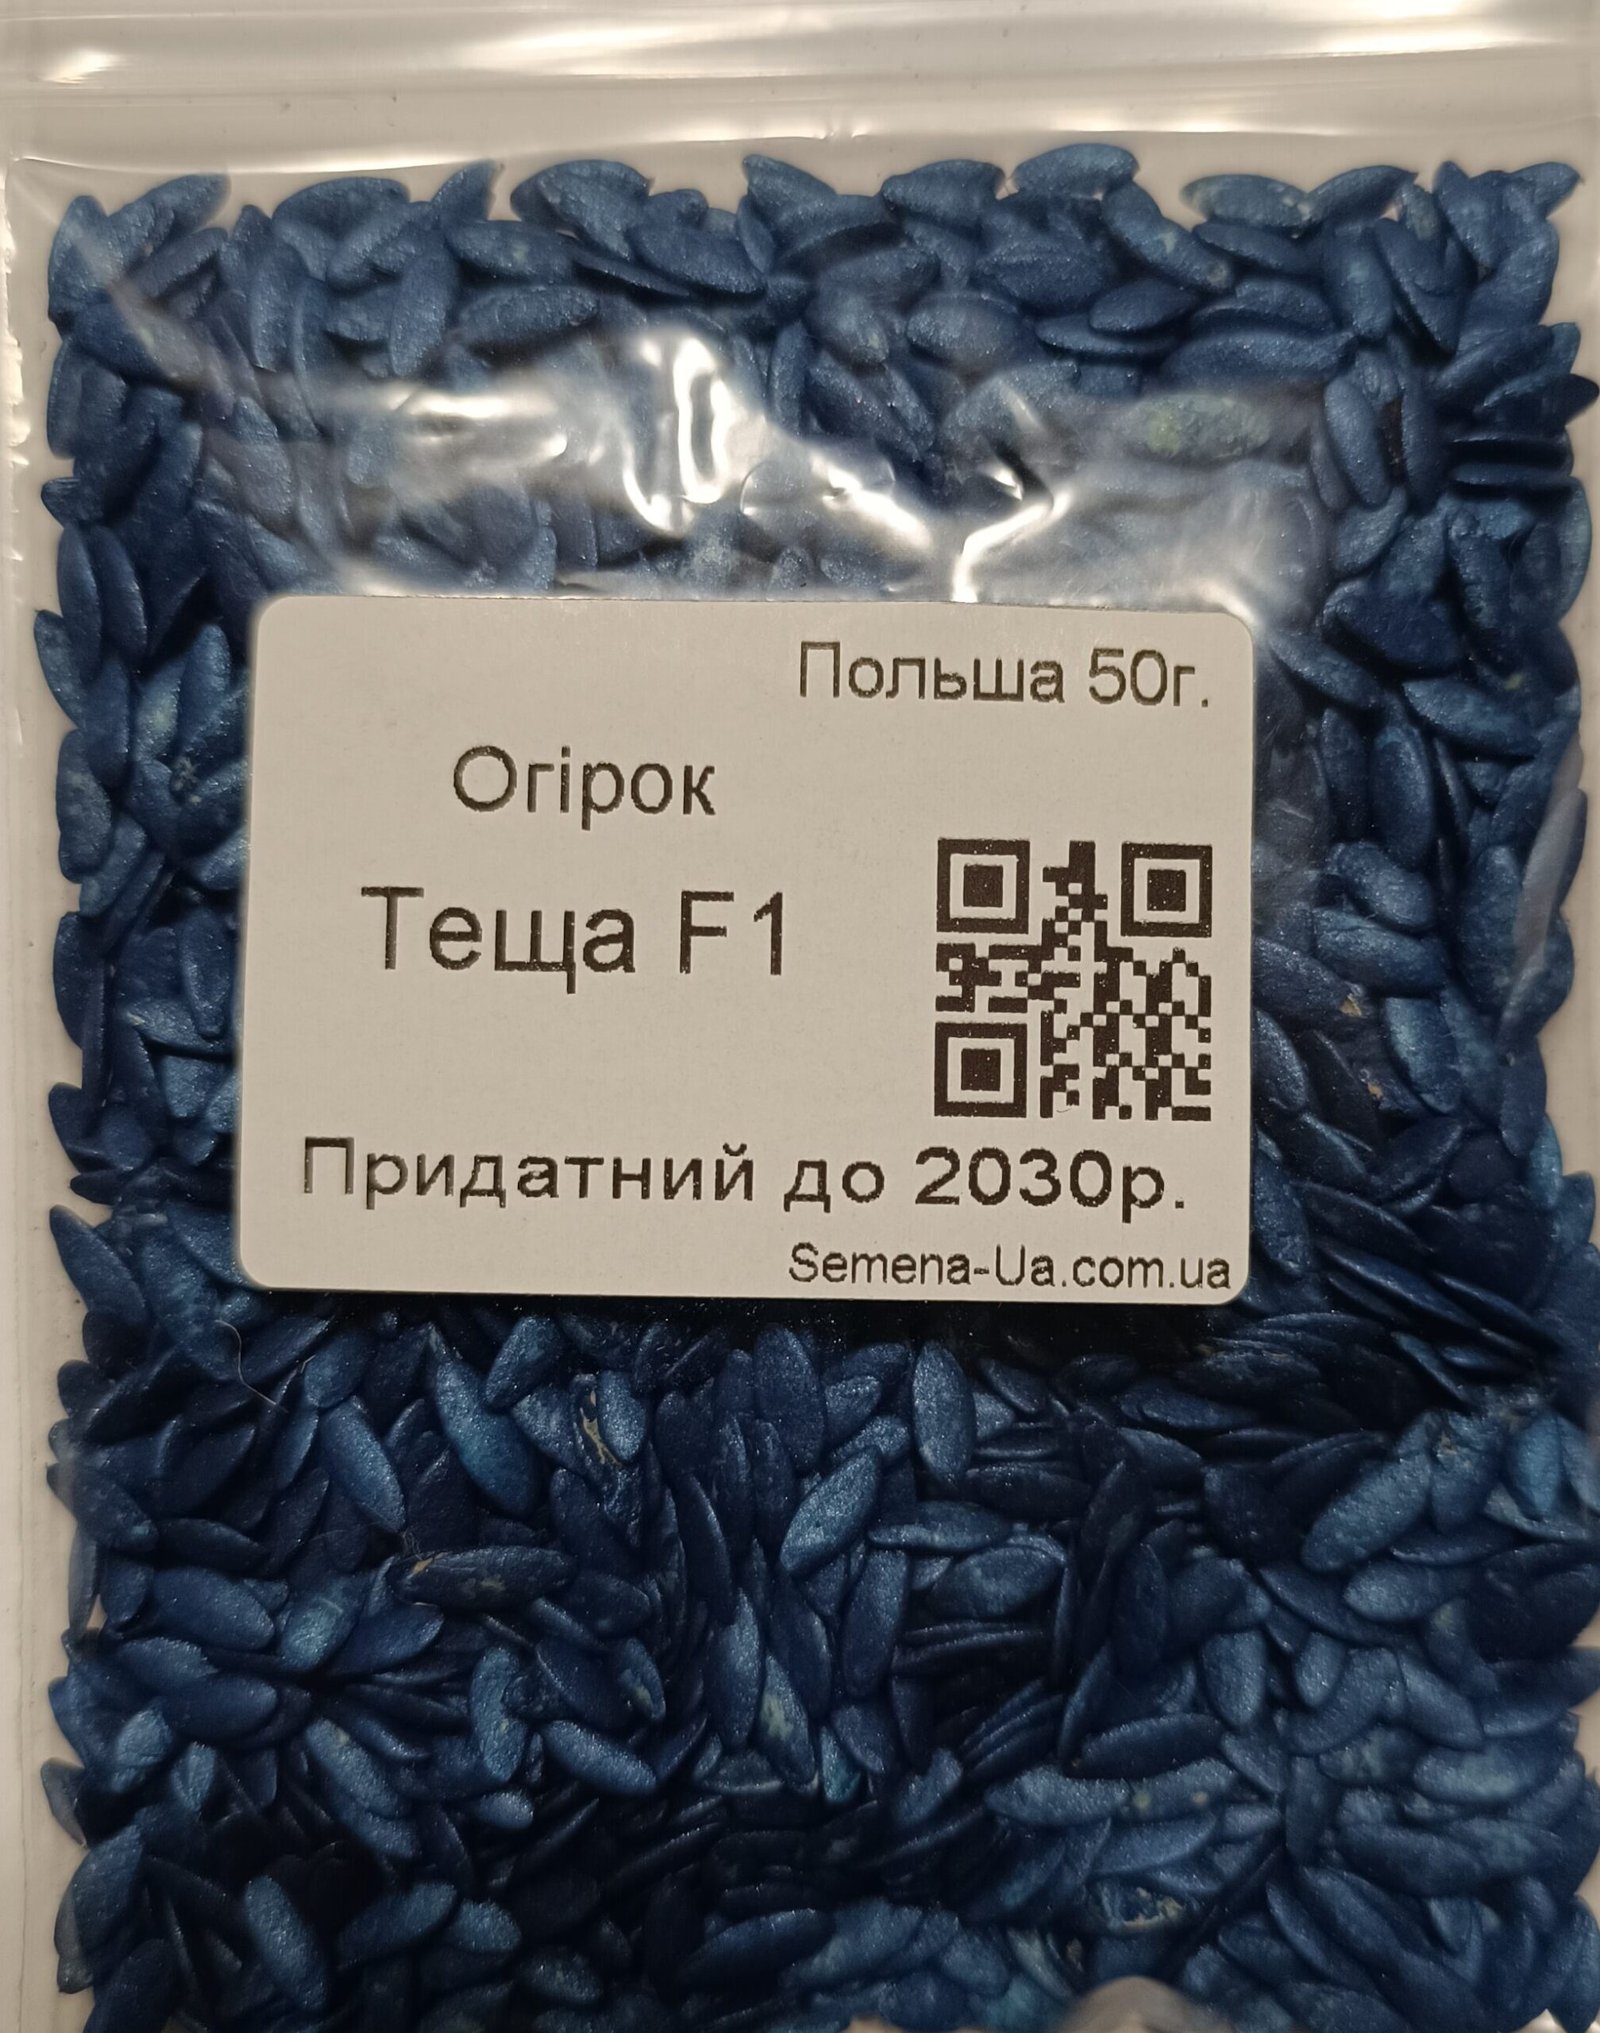 Польша 50г.
Огірок
Теща F1
Придатний до 2030р.
Semena-Ua.com.ua